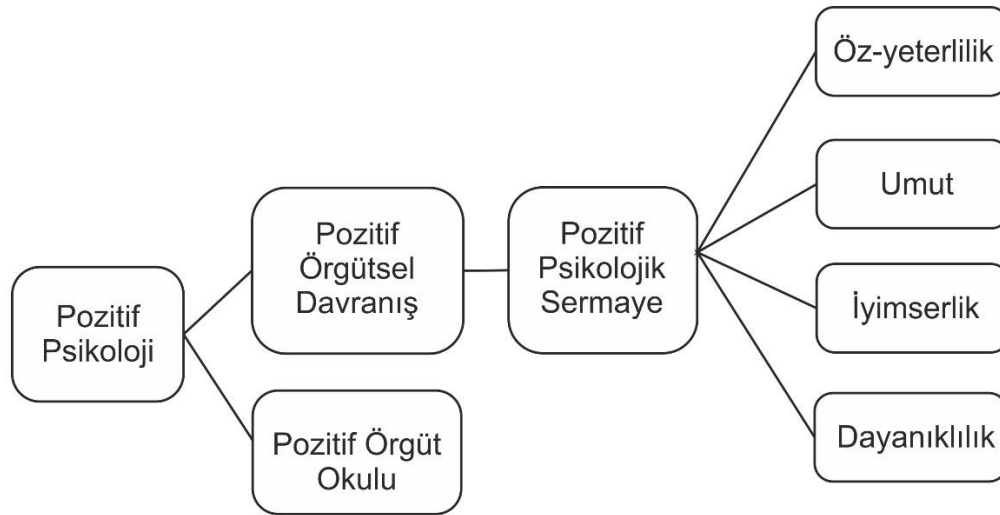 Pozitif
Psikoloji
Pozitif
Örgütsel
Davranış
Pozitif Örgüt
Okulu
Pozitif
Psikolojik
Sermaye
Öz-yeterlilik
Umut
İyimserlik
Dayanıklılık